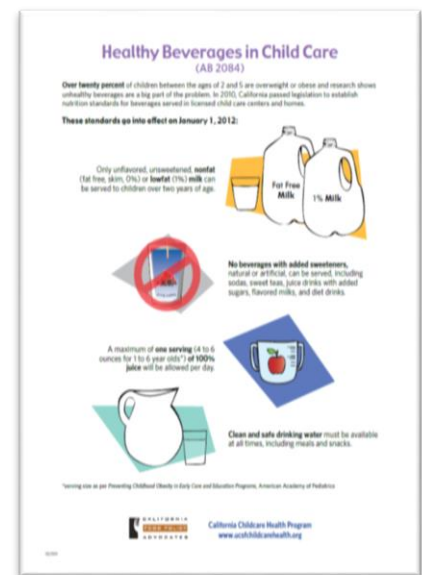 Healthy Beverages in Child Care
(AB 2084)
Over twenty percent of children between the ages of 2 and 5 are overweight or obese and research shows
unhealthy beverages are a big part of the problem. In 2010, California passed legislation to establish
nutrition standards for beverages served in licensed child care centers and homes.
These standards go into effect on January 1, 2012:
Only unflavored, unsweetened, nonfat
(fat free, skim, 0%) or lowfat (1%) milk can
be served to children over two years of age.
Fat Free
Milk
1% Milk
No beverages with added sweeteners,
natural or artificial, can be served, including
sodas, sweet teas, juice drinks with added
sugars, flavored milks, and diet drinks.
A maximum of one serving (4 to 6
ounces for 1 to 6 year olds*) of 100%
juice will be allowed per day.
Clean and safe drinking water must be available
at all times, including meals and snacks.
*serving size as per Preventing Childhood Obesity in Early Care and Education Programs, American Academy of Pediatrics
CALIFORNIA
FOOD POLICY
ADVOCATES
California Childcare Health Program
www.ucsfchildcarehealth.org